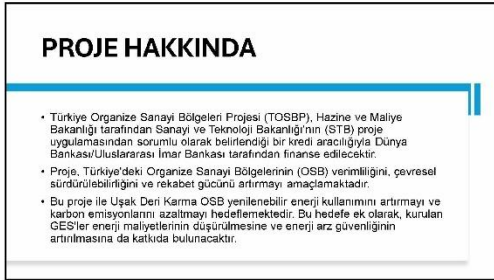 PROJE HAKKINDA
• Türkiye Organize Sanayi Bölgeleri Projesi (TOSBP), Hazine ve Maliye
Bakanlığı tarafından Sanayi ve Teknoloji Bakanlığı'nın (STB) proje
uygulamasından sorumlu olarak belirlendiği bir kredi aracılığıyla Dünya
Bankası/Uluslararası İmar Bankası tarafından finanse edilecektir.
• Proje, Türkiye'deki Organize Sanayi Bölgelerinin (OSB) verimliliğini, çevresel
sürdürülebilirliğini ve rekabet gücünü artırmayı amaçlamaktadır.
• Bu proje ile Uşak Deri Karma OSB yenilenebilir enerji kullanımını artırmayı ve
karbon emisyonlarını azaltmayı hedeflemektedir. Bu hedefe ek olarak, kurulan
GES'ler enerji maliyetlerinin düşürülmesine ve enerji arz güvenliğinin
artırılmasına da katkıda bulunacaktır.